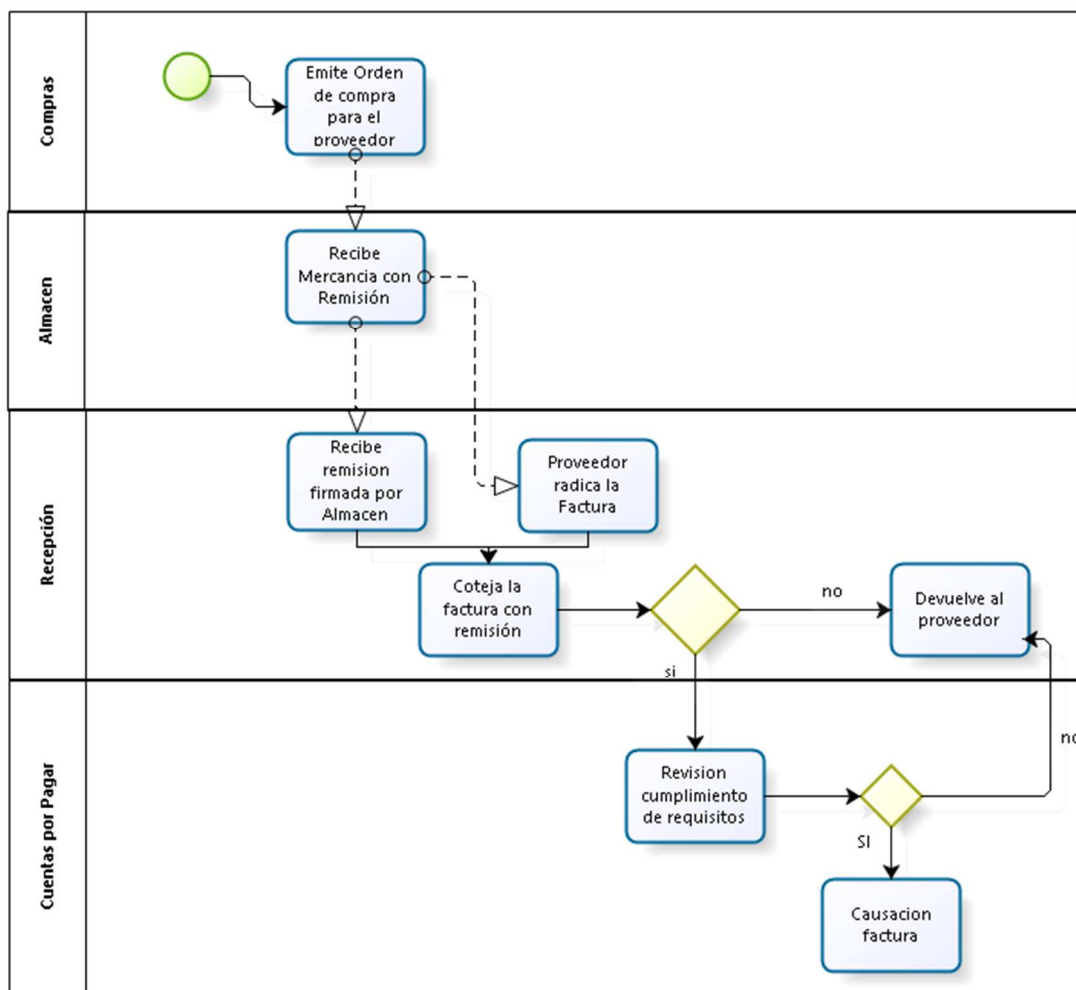 Compras
Emite Orden
de compra
para el
proveedor
Almacen
Recibe
Mercancia con
Remisión
Recepción
Recibe
remision
firmada por
Almacen
Proveedor
radica la
Factura
Coteja la
factura con
remisión
no
Devuelve al
proveedor
si
Cuentas por Pagar
Revision
cumplimiento
de requisitos
no
SI
Causacion
factura